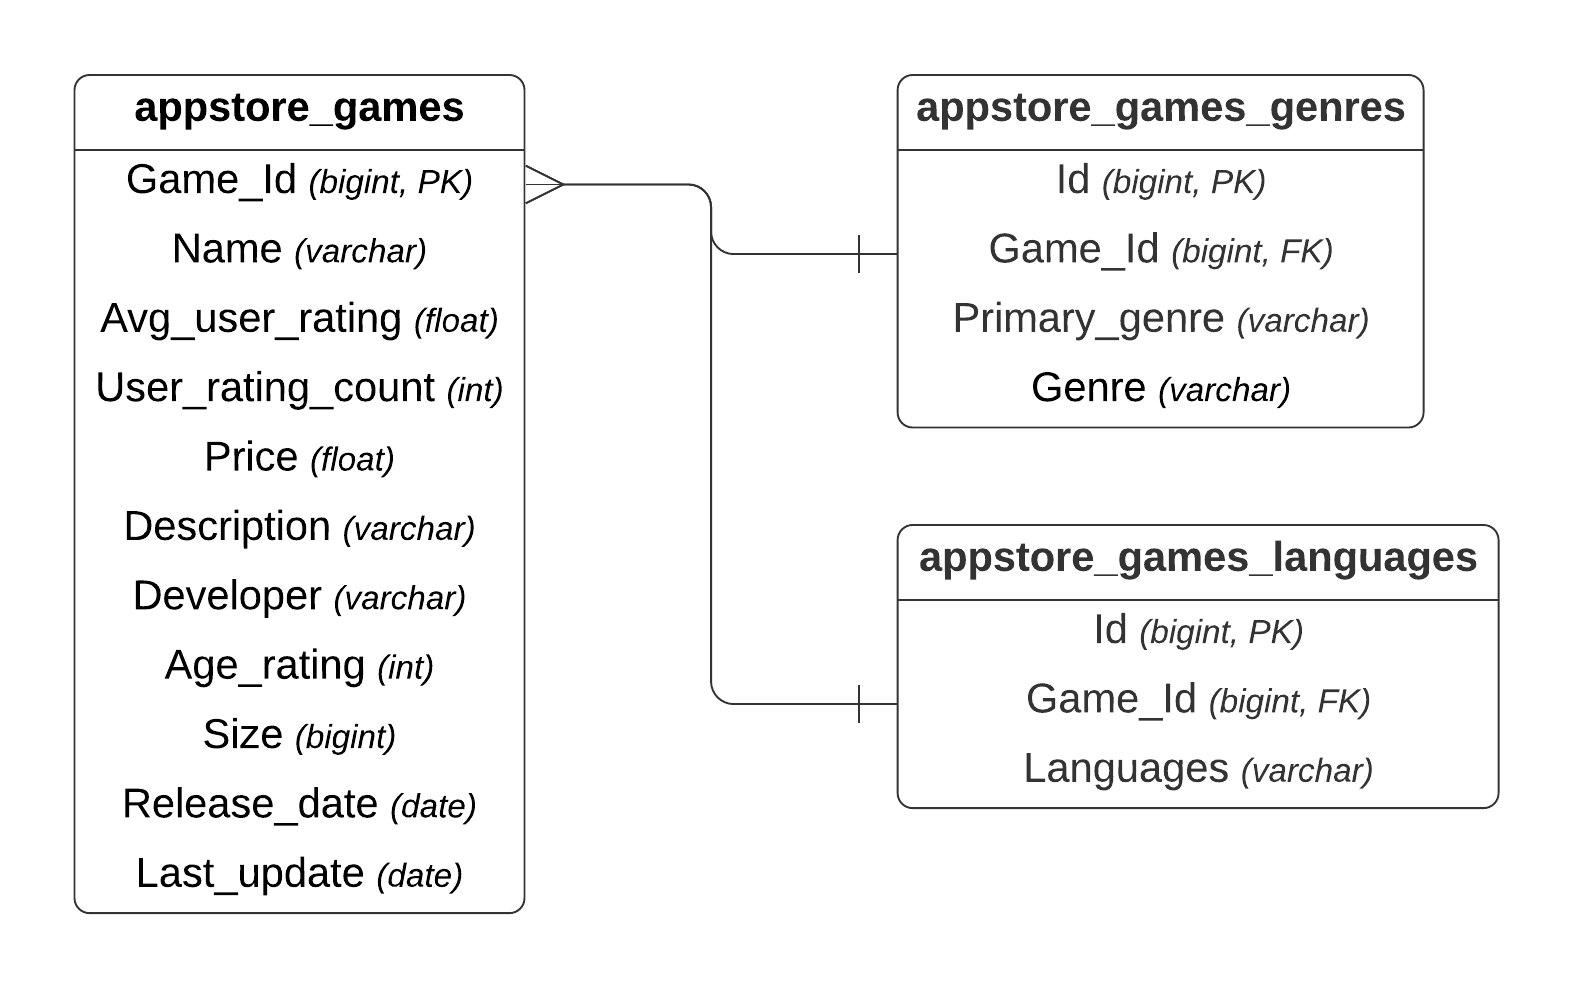 appstore_games
Game_Id (bigint, PK)
Name (varchar)
Avg_user_rating (float)
User_rating_count (int)
Price (float)
Description (varchar)
Developer (varchar)
Age_rating (int)
Size (bigint)
Release_date (date)
Last_update (date)
appstore_games_genres
Id (bigint, PK)
Game_Id (bigint, FK)
Primary_genre (varchar)
Genre (varchar)
appstore_games_languages
Id (bigint, PK)
Game_Id (bigint, FK)
Languages (varchar)